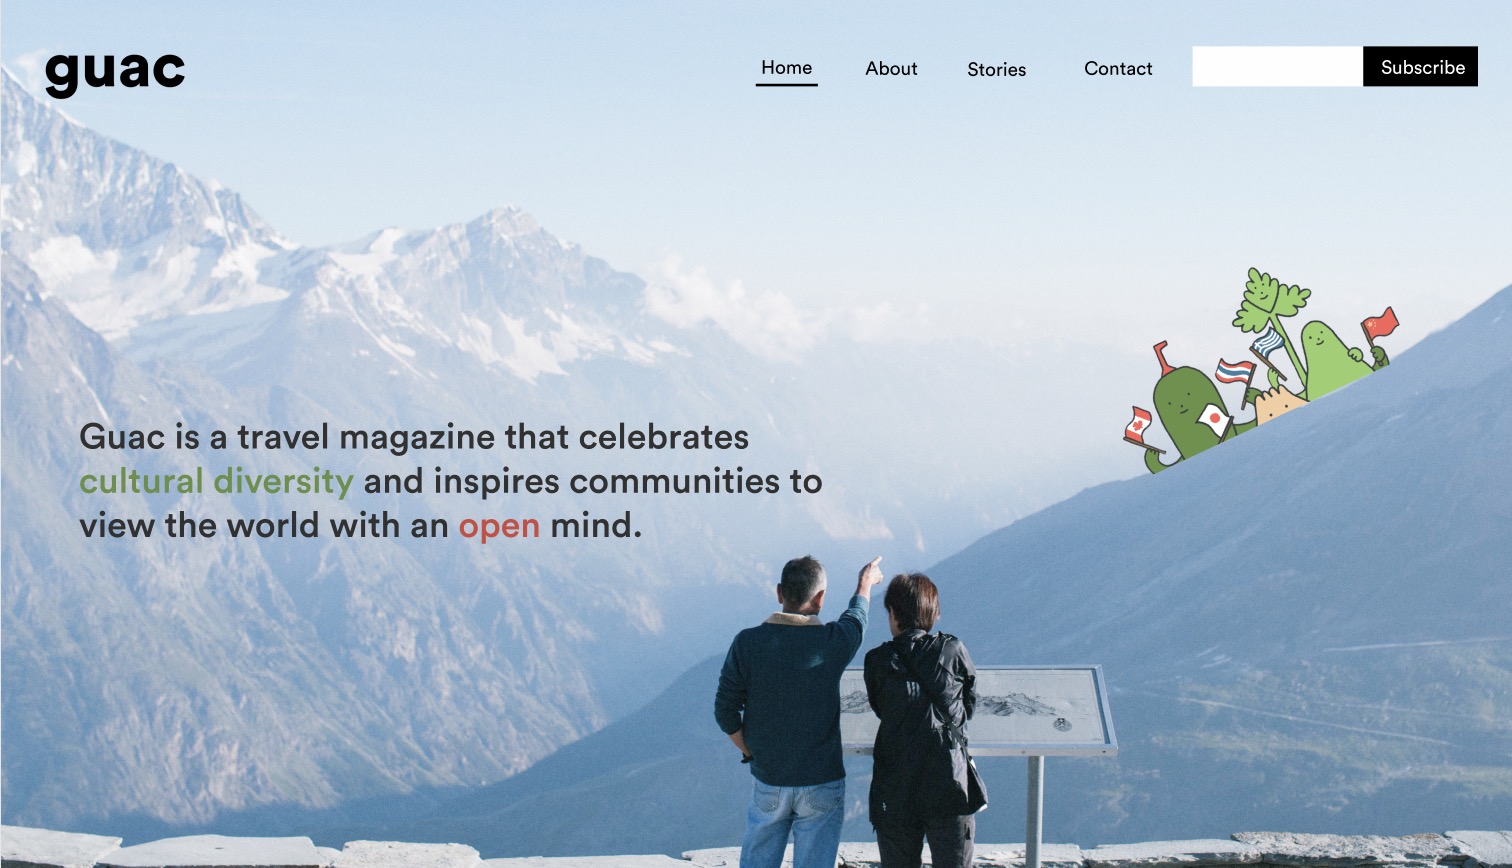 guac
Home
About
Stories
Contact
Subscribe
Guac is a travel magazine that celebrates
cultural diversity and inspires communities to
view the world with an open mind.